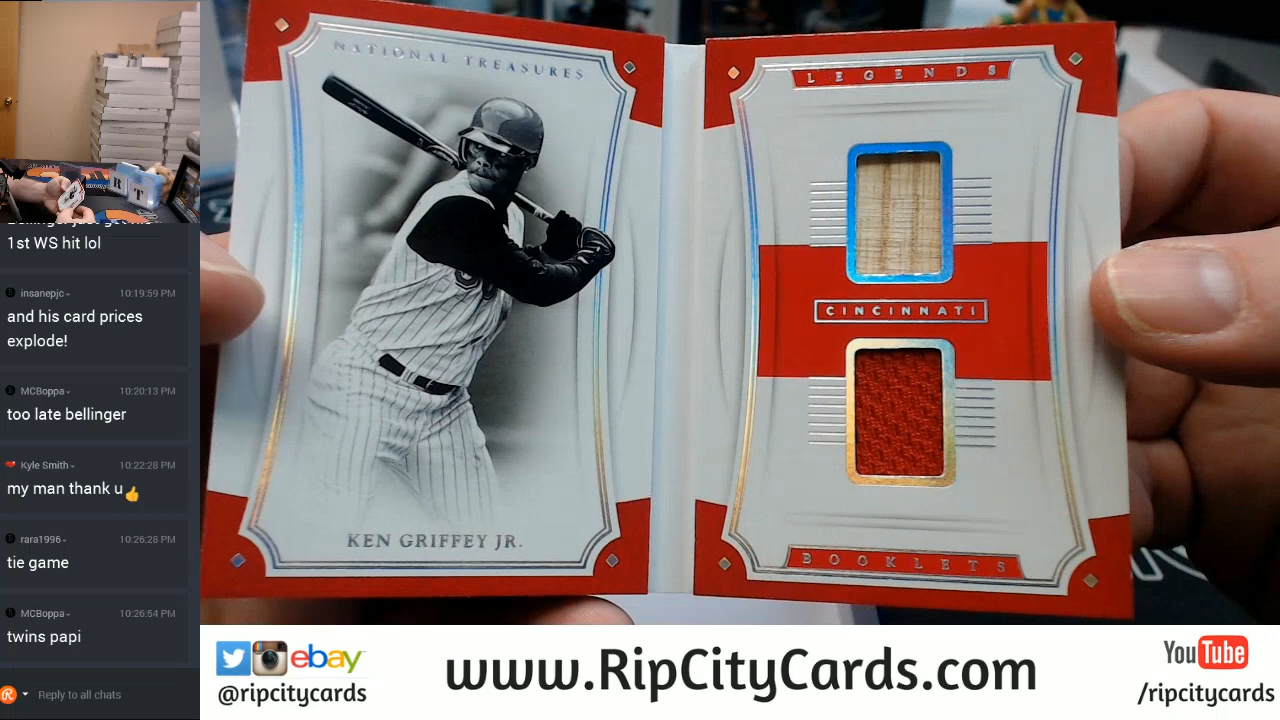 1st WS hit lol
insanepjc
10:19:59 PM
and his card prices
explode!
MCBoppa
10:20:13 PM
too late bellinger
Kyle Smith
10:22:28 PM
my man thank u
rara1996
10:26:28 PM
tie game
MCBoppa
10:26:54 PM
twins papi
Reply to all chats
R T
NATIONAL TREASURES
KEN GRIFFEY JR.
LEGENDS
CINCINNATI
BOOKLETS
ebay
@ripcitycards
www.RipCityCards.com
YouTube
/ripcitycards